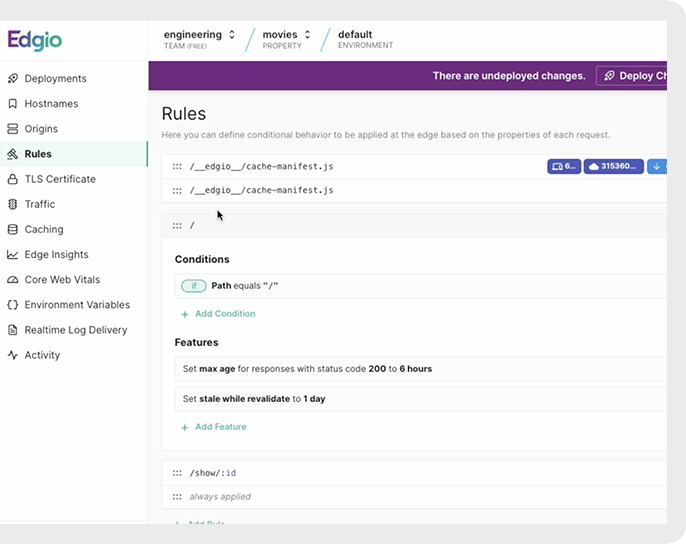 Edgio
engineering
TEAM (FREE)
movies
PROPERTY
default
ENVIRONMENT
There are undeployed changes.
Deploy Ch
Deployments
Hostnames
Origins
Rules
TLS Certificate
Traffic
Caching
Edge Insights
Core Web Vitals
Environment Variables
Realtime Log Delivery
Activity
Rules
Here you can define conditional behavior to be applied at the edge based on the properties of each request.
/__edgio__/cache-manifest.js
6...
315360...
/__edgio__/cache-manifest.js
/
Conditions
if Path equals "/"
+ Add Condition
Features
Set max age for responses with status code 200 to 6 hours
Set stale while revalidate to 1 day
+ Add Feature
/show/:id
always applied
+ Add Rule